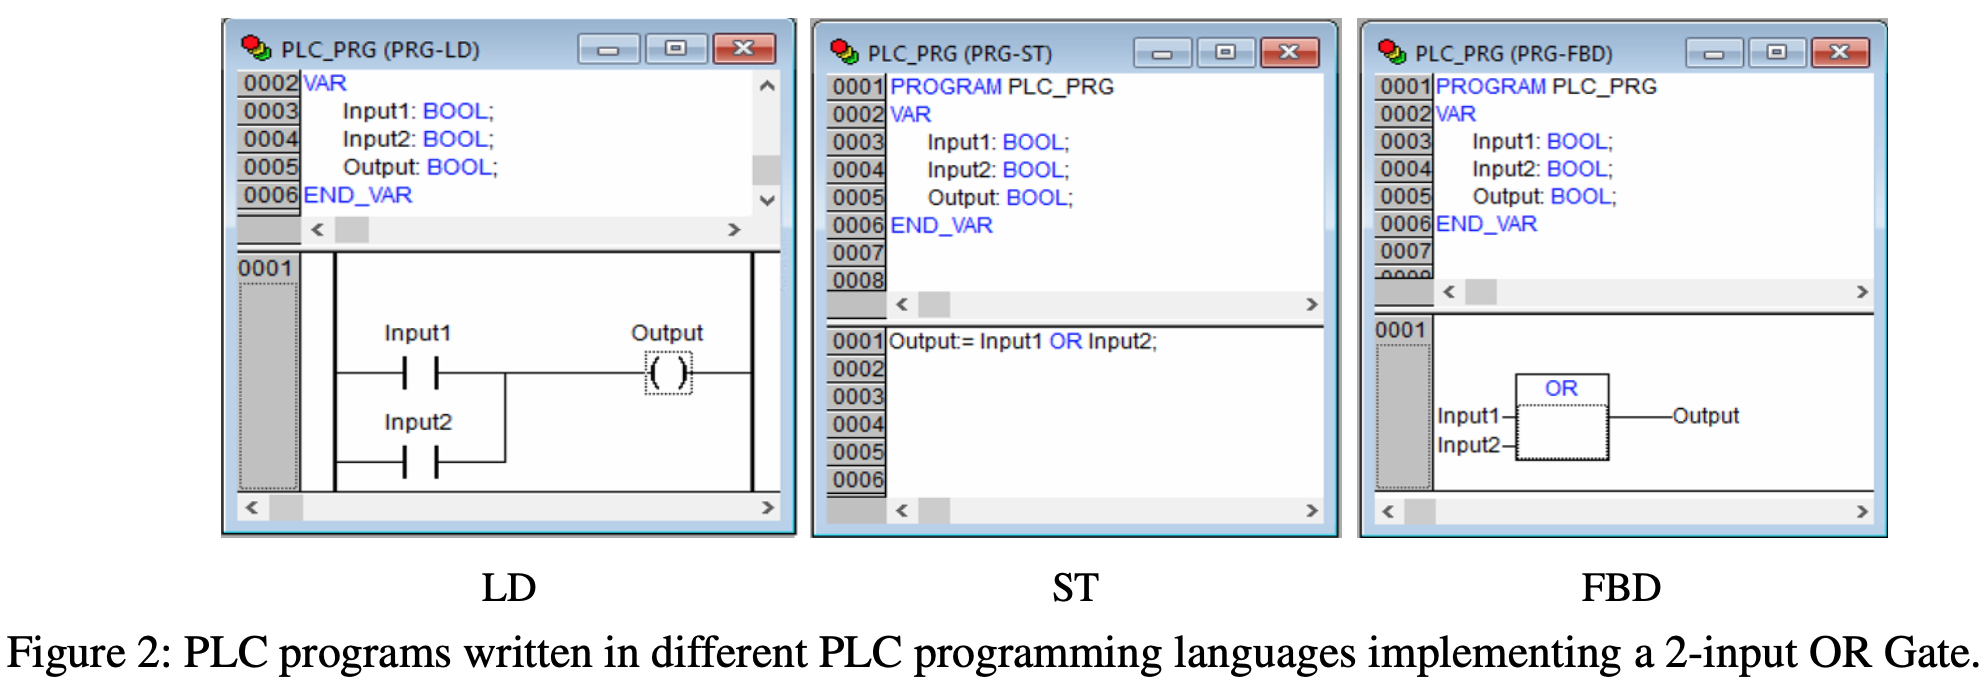 PLC_PRG (PRG-LD)
0002 VAR
0003 Input1: BOOL;
0004 Input2: BOOL;
0005 Output: BOOL;
0006 END_VAR
0001
Input1
Output
Input2
PLC_PRG (PRG-ST)
0001 PROGRAM PLC_PRG
0002 VAR
0003 Input1: BOOL;
0004 Input2: BOOL;
0005 Output: BOOL;
0006 END_VAR
0007
0008
0001 Output:= Input1 OR Input2;
0002
0003
0004
0005
0006
PLC_PRG (PRG-FBD)
0001 PROGRAM PLC_PRG
0002 VAR
0003 Input1: BOOL;
0004 Input2: BOOL;
0005 Output: BOOL;
0006 END_VAR
0007
0001
OR
Input1
Output
Input2
LD
ST
FBD
Figure 2: PLC programs written in different PLC programming languages implementing a 2-input OR Gate.